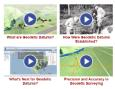 What are Geodetic Datums?
How Were Geodetic Datums
Established?
What's Next for Geodetic
Datums?
Precision and Accuracy in
Geodetic Surveying